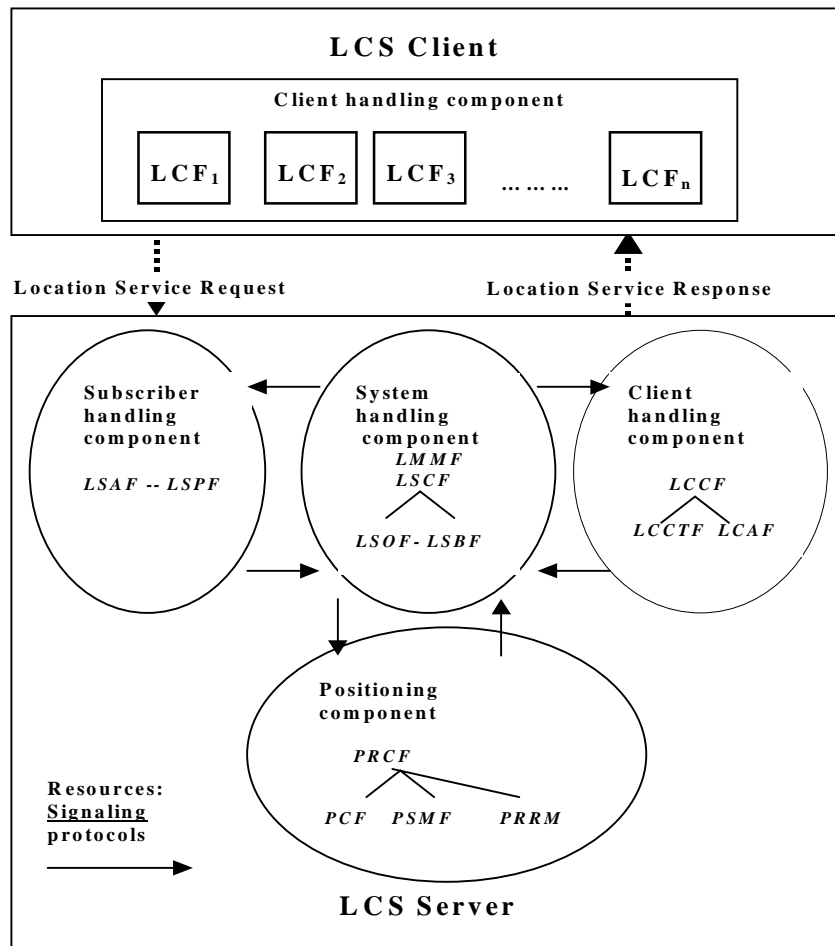 LCS Client
Client handling component
LCF1 LCF2 LCF3 ... ... ... LCFn
Location Service Request
Location Service Response
Subscriber
handling
component
LSAF -- LSPF
System
handling
component
LMMF
LSCF
LSOF - LSBF
Client
handling
component
LCCF
LCCTF LCAF
Positioning
component
PRCF
PCF PSMF PRRM
Resources:
Signaling
protocols
LCS Server